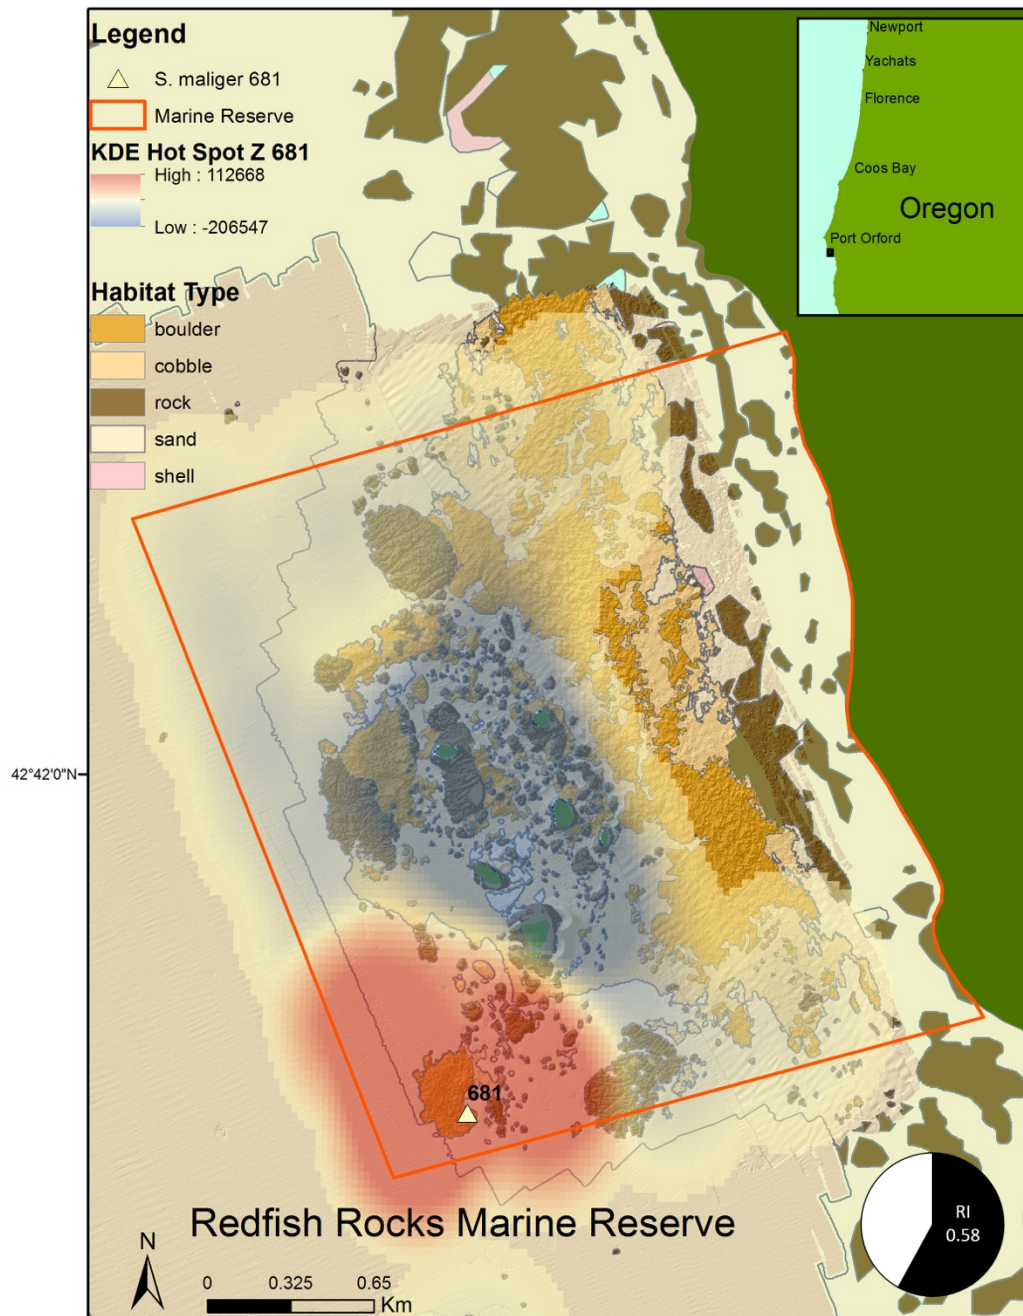 Legend
S. maliger 681
Marine Reserve
KDE Hot Spot Z 681
High : 112668
Low : -206547
Habitat Type
boulder
cobble
rock
sand
shell
Newport
Yachats
Florence
Coos Bay
Oregon
Port Orford
42°42'0"N
681
Redfish Rocks Marine Reserve
RI
0.58
N
0 0.325 0.65
Km